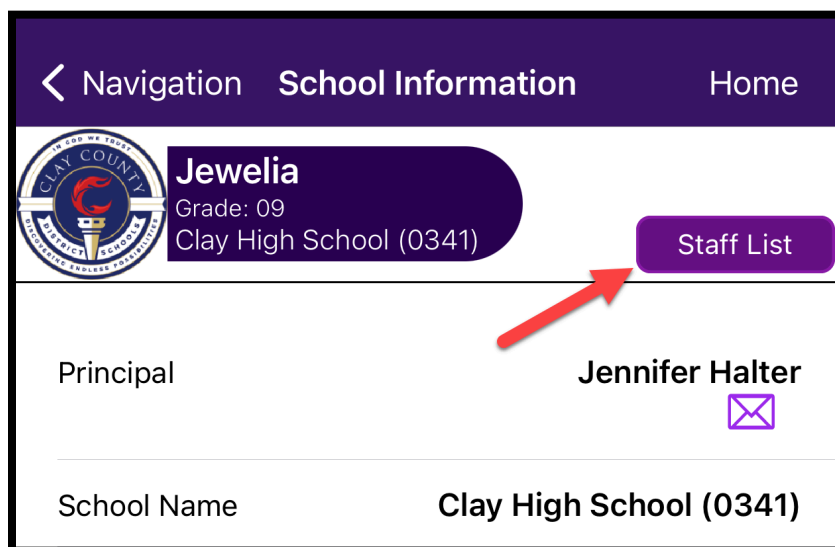 Navigation School Information Home
IN GOD WE TRUST
CLAY COUNTY
DISTRICT SCHOOLS
DISCOVERING ENDLESS POSSIBILITIES
Jewelia
Grade: 09
Clay High School (0341)
Staff List
Principal Jennifer Halter
School Name Clay High School (0341)